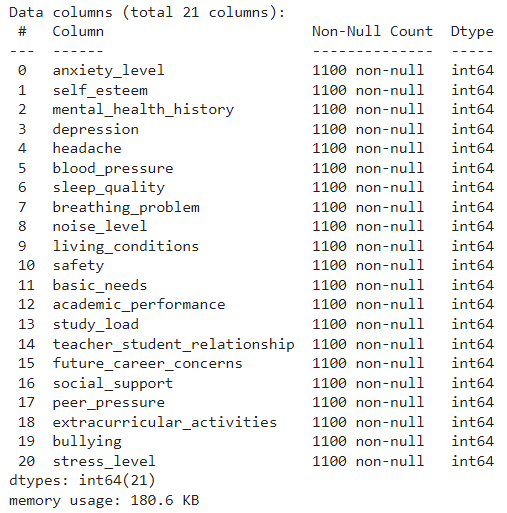 Data columns (total 21 columns):
 #   Column                        Non-Null Count  Dtype
---  ------                        --------------  -----
 0   anxiety_level                 1100 non-null   int64
 1   self_esteem                   1100 non-null   int64
 2   mental_health_history         1100 non-null   int64
 3   depression                    1100 non-null   int64
 4   headache                      1100 non-null   int64
 5   blood_pressure                1100 non-null   int64
 6   sleep_quality                 1100 non-null   int64
 7   breathing_problem             1100 non-null   int64
 8   noise_level                   1100 non-null   int64
 9   living_conditions             1100 non-null   int64
 10  safety                        1100 non-null   int64
 11  basic_needs                   1100 non-null   int64
 12  academic_performance          1100 non-null   int64
 13  study_load                    1100 non-null   int64
 14  teacher_student_relationship  1100 non-null   int64
 15  future_career_concerns        1100 non-null   int64
 16  social_support                1100 non-null   int64
 17  peer_pressure                 1100 non-null   int64
 18  extracurricular_activities    1100 non-null   int64
 19  bullying                      1100 non-null   int64
 20  stress_level                  1100 non-null   int64
dtypes: int64(21)
memory usage: 180.6 KB